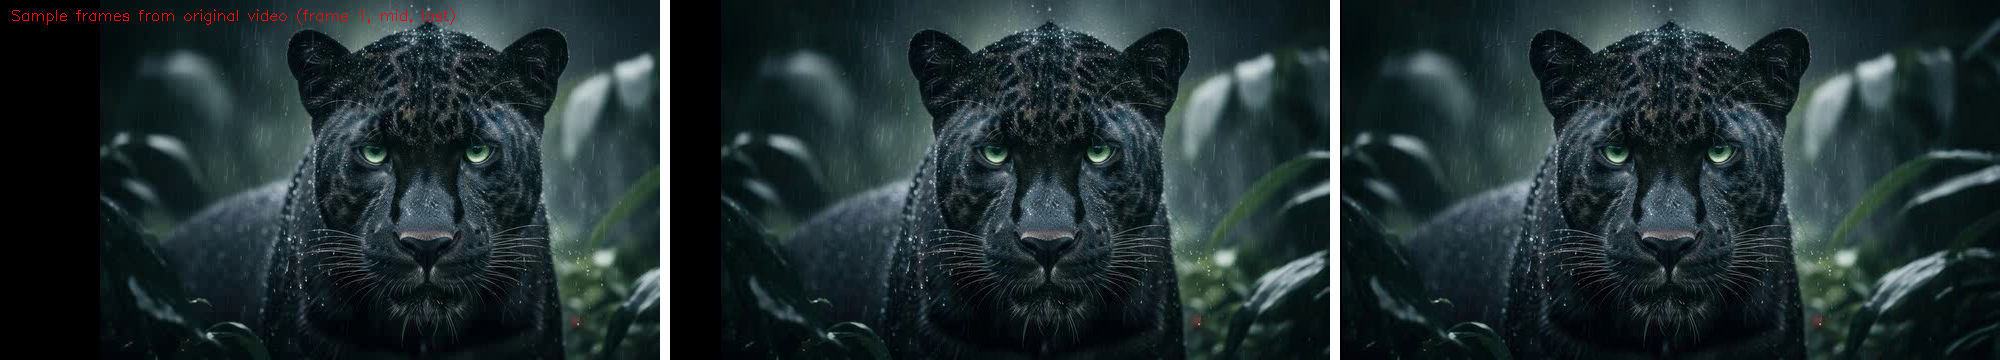 Sample frames from original video (frame 1, mid, last)